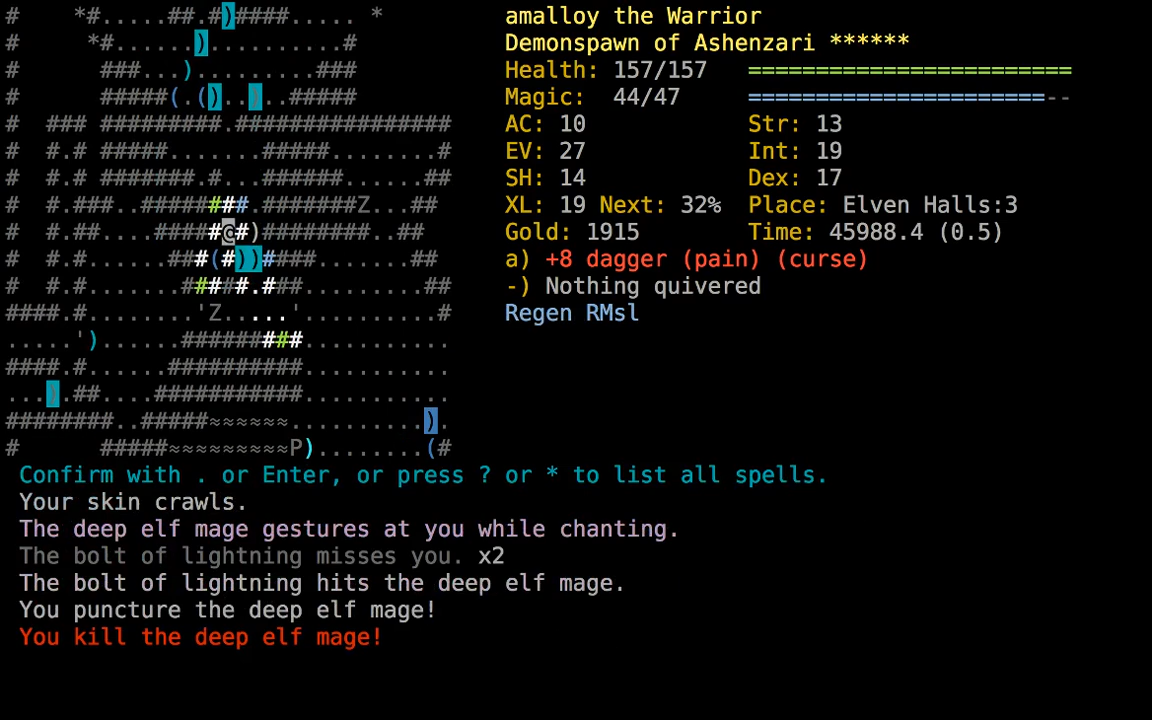 amalloy the Warrior
Demonspawn of Ashenzari ******
Health: 157/157 ========================
Magic: 44/47 ======================--
AC: 10 Str: 13
EV: 27 Int: 19
SH: 14 Dex: 17
XL: 19 Next: 32% Place: Elven Halls:3
Gold: 1915 Time: 45988.4 (0.5)
a) +8 dagger (pain) (curse)
-) Nothing quivered
Regen RMsl
Confirm with . or Enter, or press ? or * to list all spells.
Your skin crawls.
The deep elf mage gestures at you while chanting.
The bolt of lightning misses you. x2
The bolt of lightning hits the deep elf mage.
You puncture the deep elf mage!
You kill the deep elf mage!